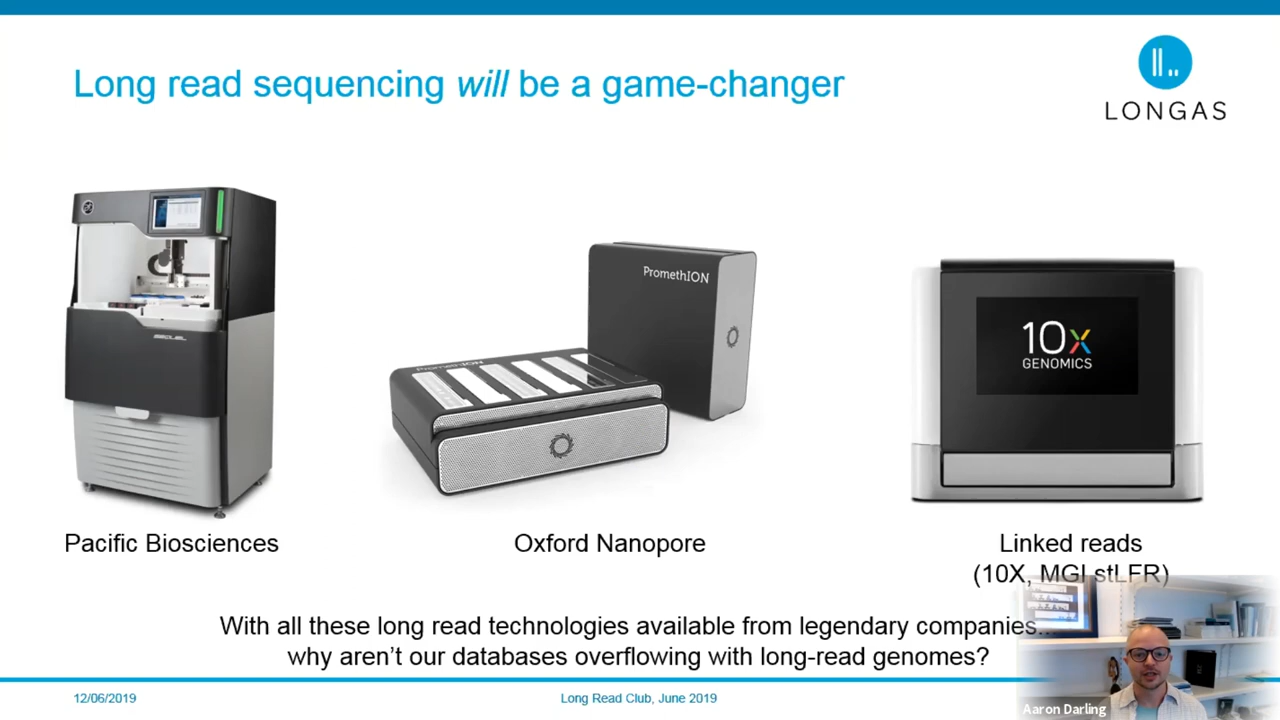 Long read sequencing will be a game-changer
LONGAS
SEQUEL
PromethION
PromethION
10x
GENOMICS
Pacific Biosciences
Oxford Nanopore
Linked reads
(10X, MGI stLFR)
With all these long read technologies available from legendary companies...
why aren't our databases overflowing with long-read genomes?
12/06/2019
Long Read Club, June 2019
Aaron Darling